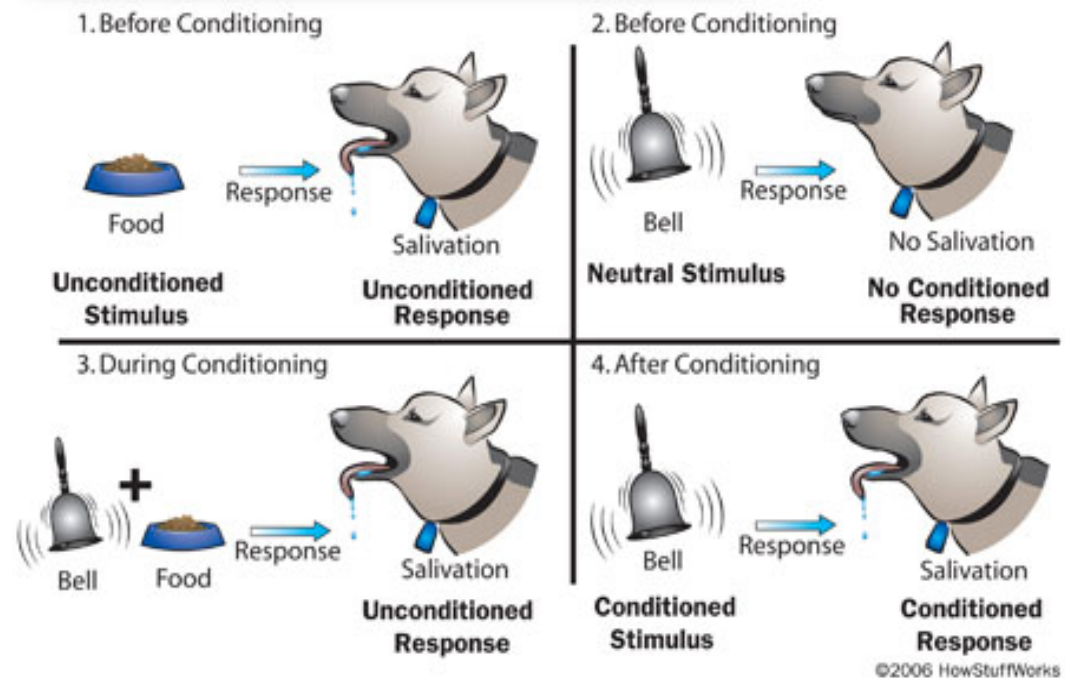 1. Before Conditioning
Food
Response
Salivation
Unconditioned
Stimulus
Unconditioned
Response
2. Before Conditioning
Bell
Response
No Salivation
Neutral Stimulus
No Conditioned
Response
3. During Conditioning
+
Bell
Food
Response
Salivation
Unconditioned
Response
4. After Conditioning
Bell
Response
Salivation
Conditioned
Stimulus
Conditioned
Response
©2006 HowStuffWorks